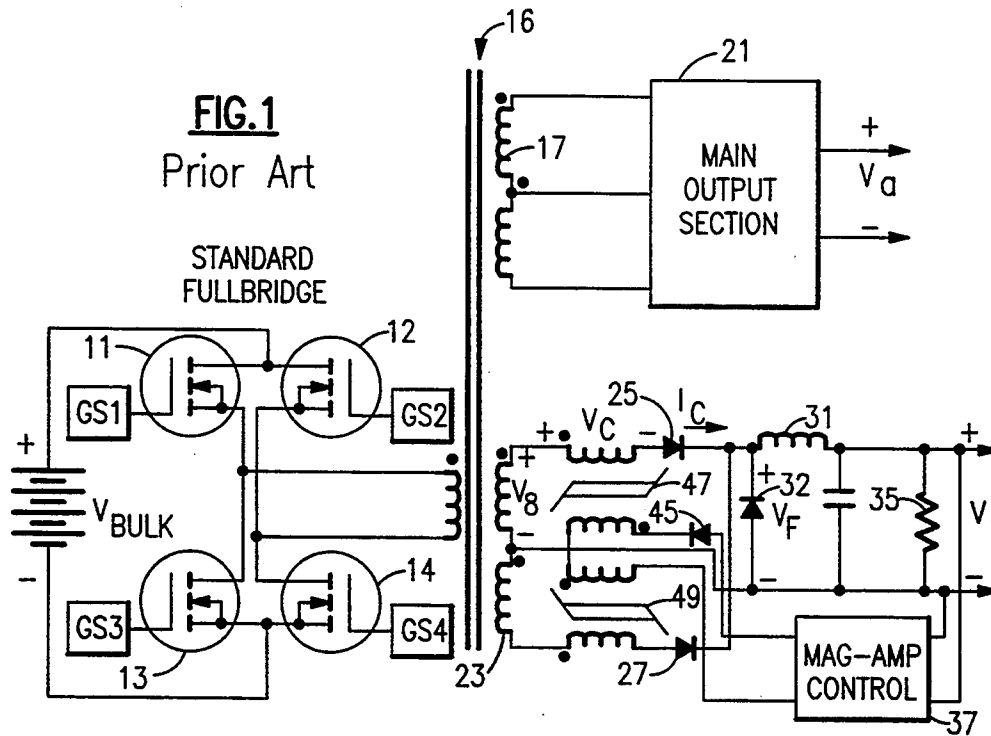 16
21
FIG.1
Prior Art
17
MAIN
OUTPUT
SECTION
+
Va
-
STANDARD
FULLBRIDGE
11
12
GS1
GS2
+
VBULK
-
13
14
GS3
GS4
+
VC
-
25
IC
31
+
+
V8
-
47
45
+
32
VF
-
35
V
-
49
23
27
MAG-AMP
CONTROL
37